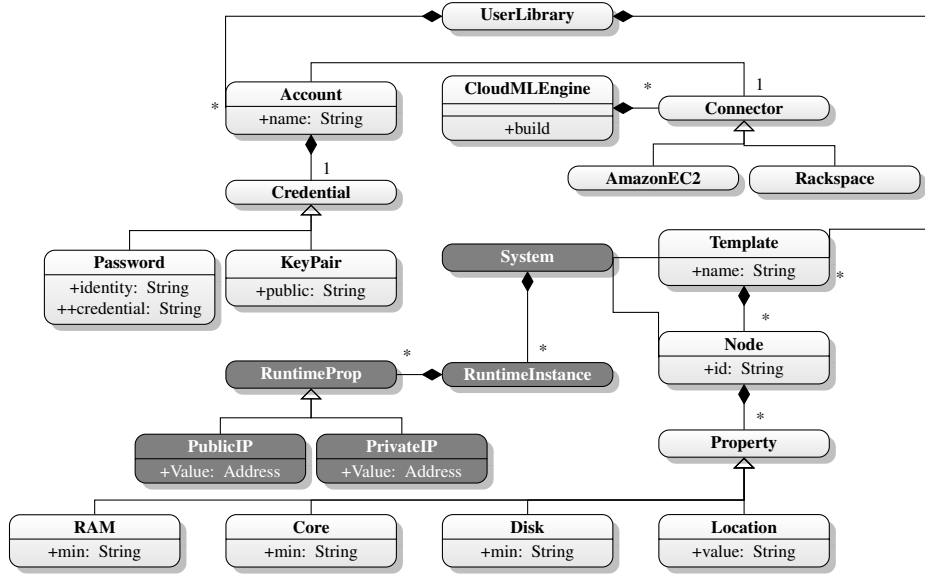 UserLibrary
Account
+name: String
*
CloudMLEngine
+build
*
1
Connector
1
Credential
AmazonEC2
Rackspace
Password
+identity: String
++credential: String
KeyPair
+public: String
System
Template
+name: String
*
*
Node
+id: String
RuntimeProp
*
*
RuntimeInstance
*
Property
PublicIP
+Value: Address
PrivateIP
+Value: Address
RAM
+min: String
Core
+min: String
Disk
+min: String
Location
+value: String